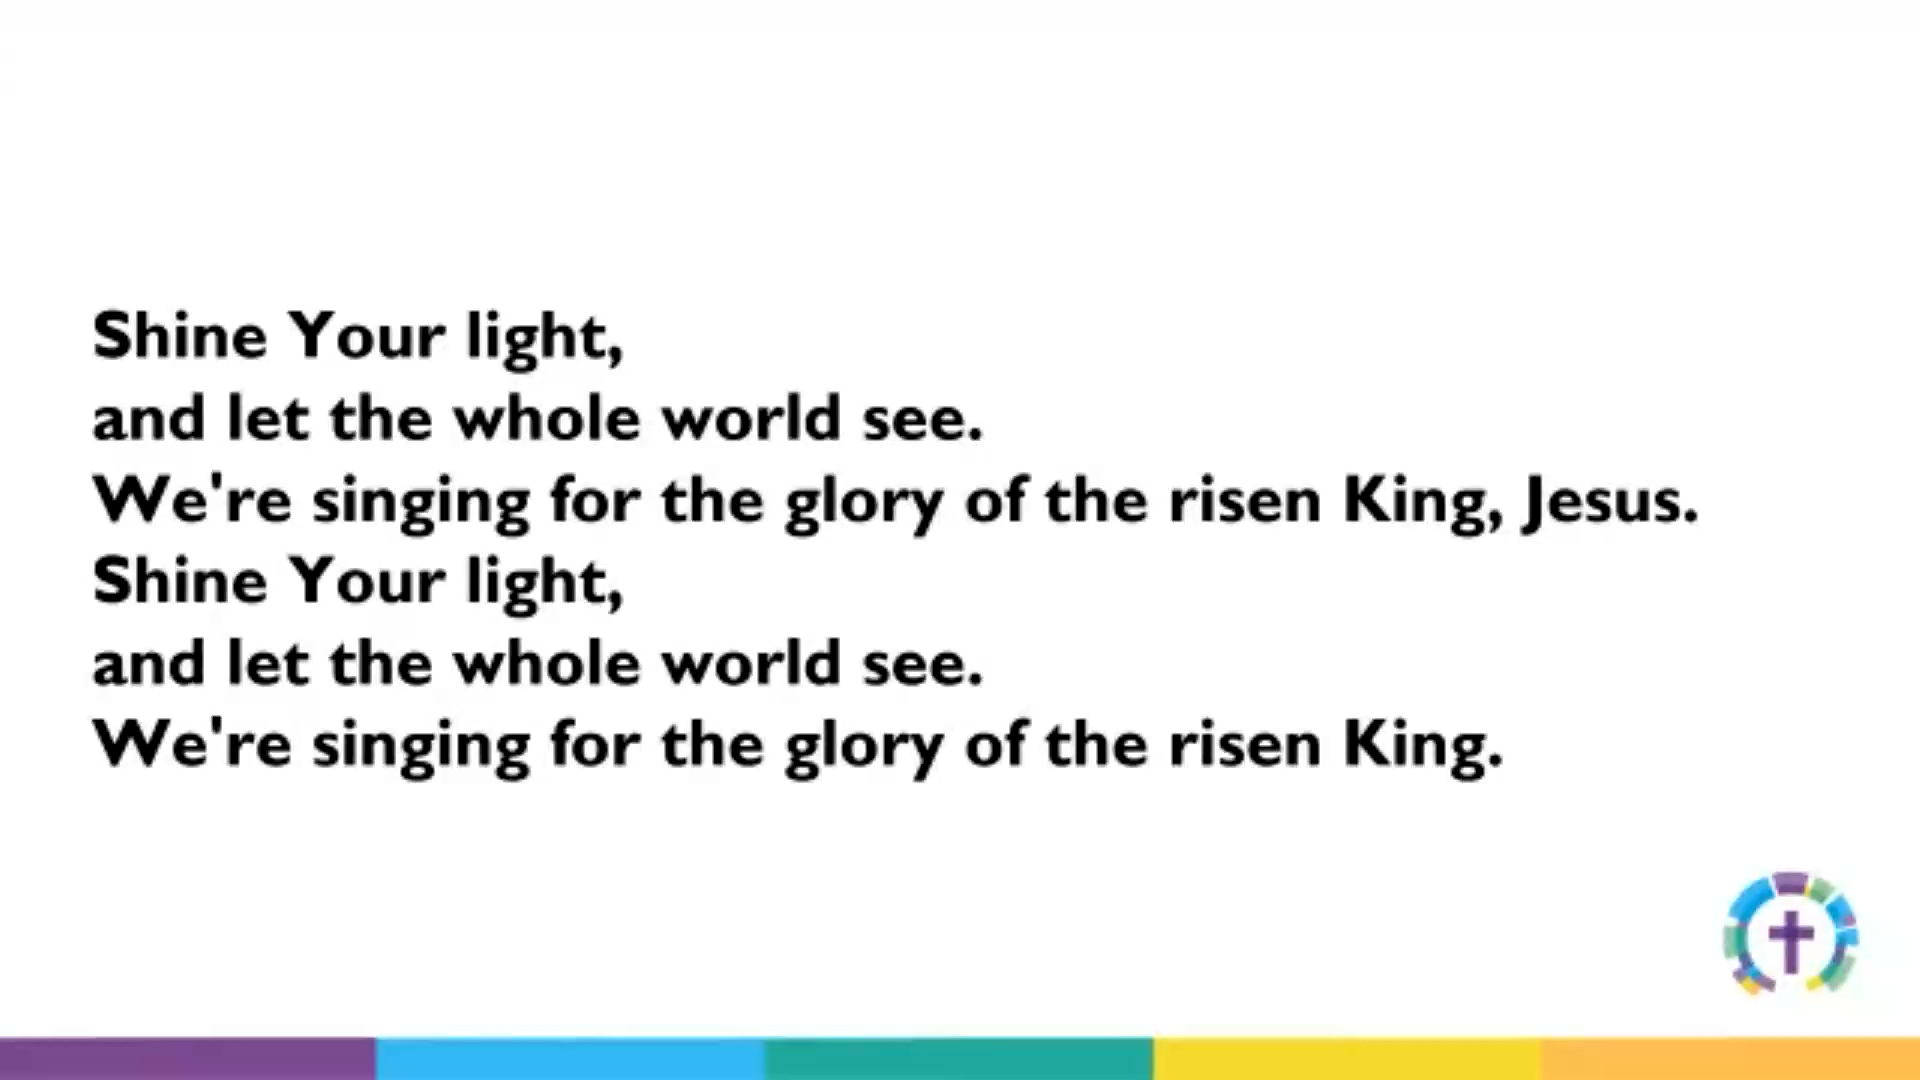 Shine Your light,
and let the whole world see.
We're singing for the glory of the risen King, Jesus.
Shine Your light,
and let the whole world see.
We're singing for the glory of the risen King.